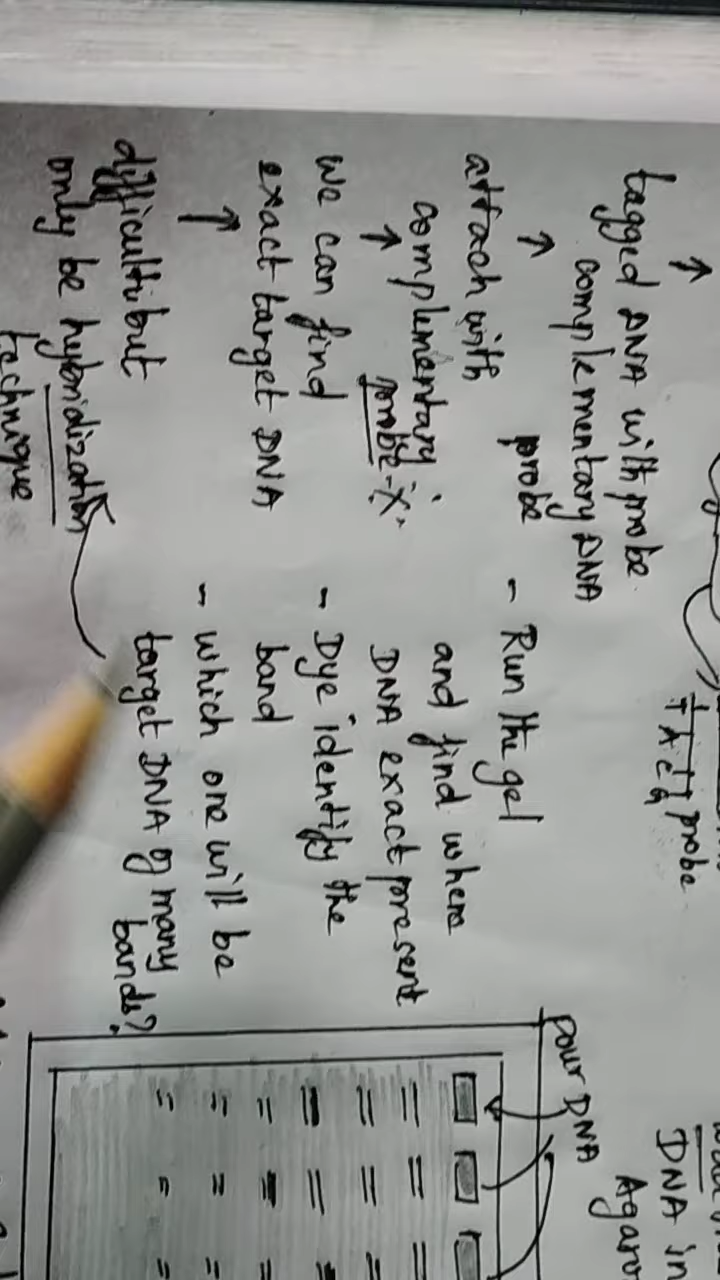 tagged DNA with probe
complementary DNA
probe
attach with
complementary
probe-'x'
we can find
exact target DNA
difficult but
only be hybridization
technique
- Run the gel
and find where
DNA exact present
- Dye identify the
band
- which one will be
target DNA of many
bands?
TACG probe
pour DNA
DNA in